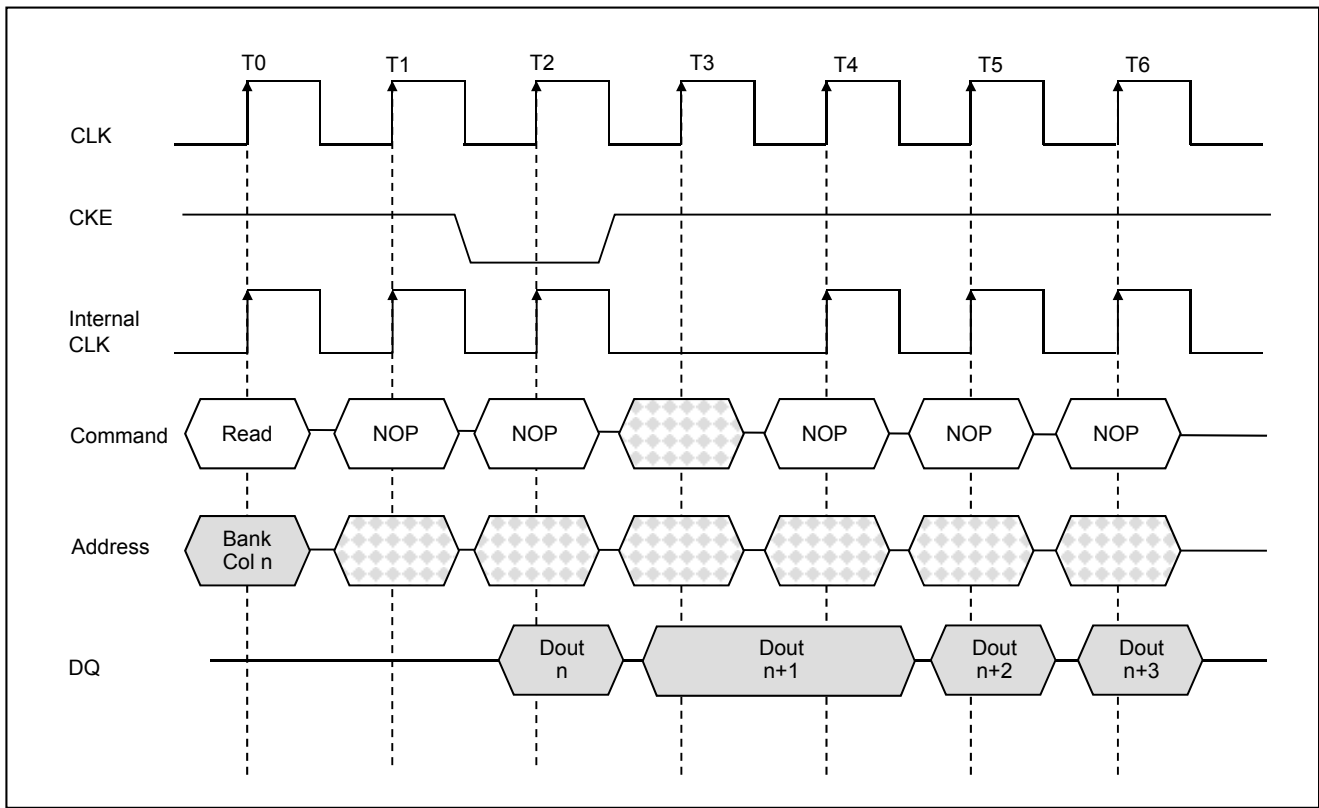 T0 T1 T2 T3 T4 T5 T6
CLK
CKE
Internal
CLK
Command Read NOP NOP NOP NOP NOP
Address Bank
Col n
DQ Dout
n Dout
n+1 Dout
n+2 Dout
n+3